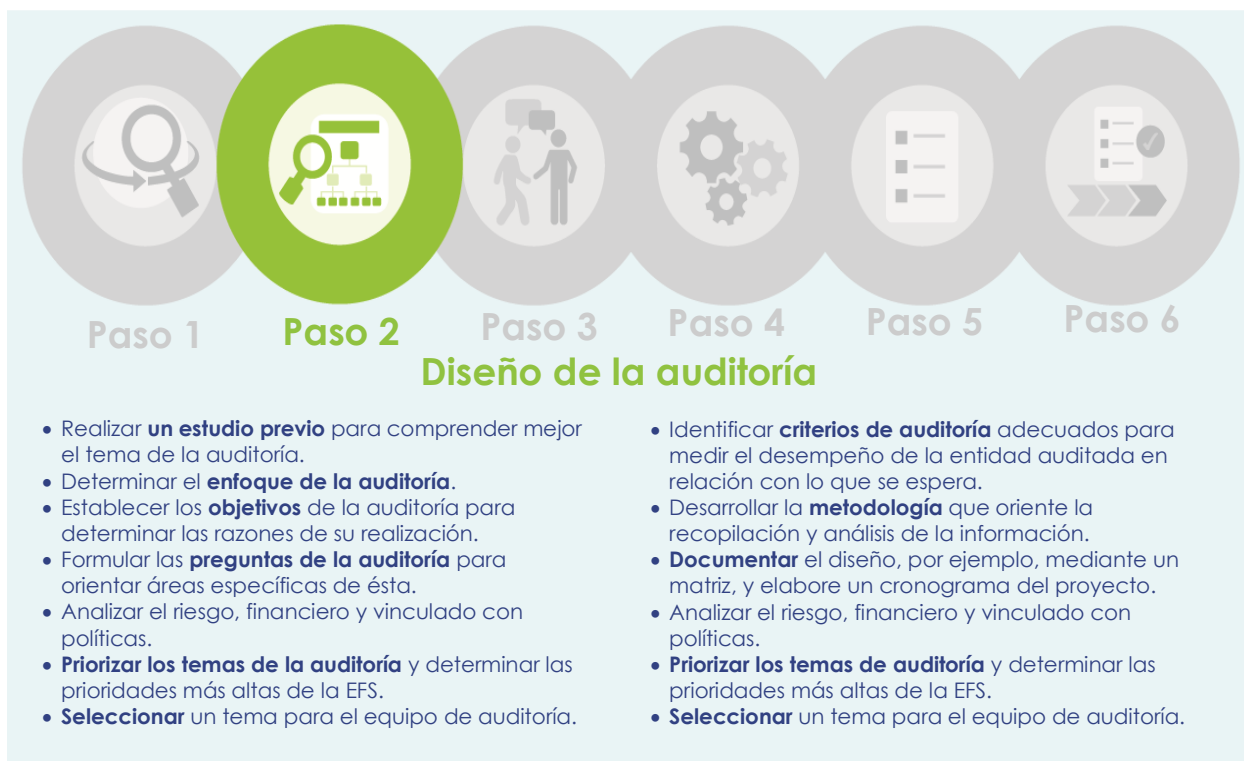 Paso 1
Paso 2
Paso 3
Paso 4
Paso 5
Paso 6
Diseño de la auditoría
• Realizar un estudio previo para comprender mejor
el tema de la auditoría.
• Determinar el enfoque de la auditoría.
• Establecer los objetivos de la auditoría para
determinar las razones de su realización.
• Formular las preguntas de la auditoría para
orientar áreas específicas de ésta.
• Analizar el riesgo, financiero y vinculado con
políticas.
• Priorizar los temas de la auditoría y determinar las
prioridades más altas de la EFS.
• Seleccionar un tema para el equipo de auditoría.
• Identificar criterios de auditoría adecuados para
medir el desempeño de la entidad auditada en
relación con lo que se espera.
• Desarrollar la metodología que oriente la
recopilación y análisis de la información.
• Documentar el diseño, por ejemplo, mediante un
matriz, y elabore un cronograma del proyecto.
• Analizar el riesgo, financiero y vinculado con
políticas.
• Priorizar los temas de auditoría y determinar las
prioridades más altas de la EFS.
• Seleccionar un tema para el equipo de auditoría.